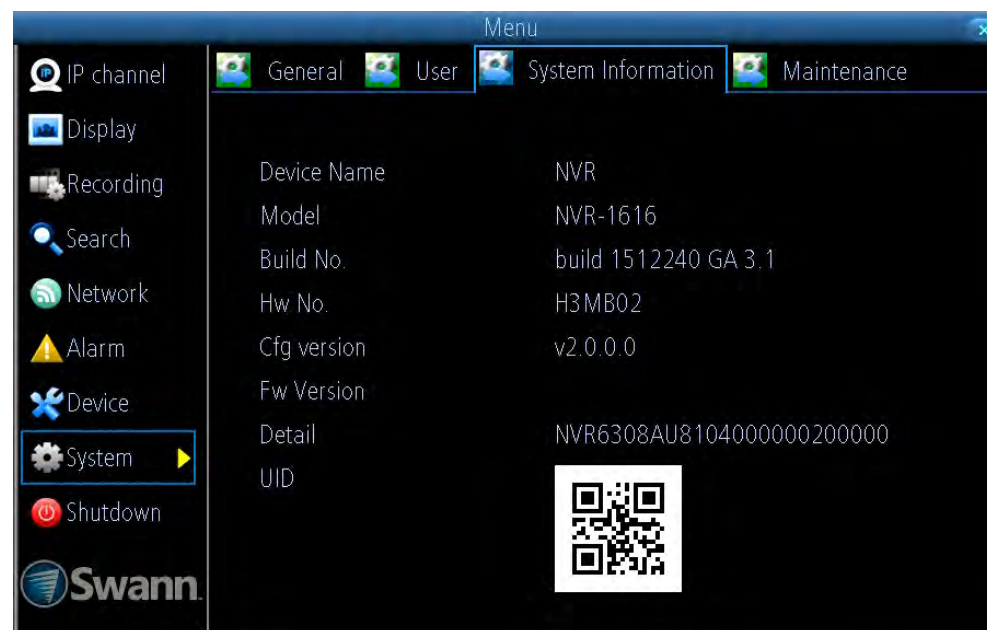 Menu
IP channel
Display
Recording
Search
Network
Alarm
Device
System
Shutdown
Swann
General User System Information Maintenance
Device Name NVR
Model NVR-1616
Build No. build 1512240 GA 3.1
Hw No. H3MB02
Cfg version v2.0.0.0
Fw Version
Detail NVR6308AU8104000000200000
UID